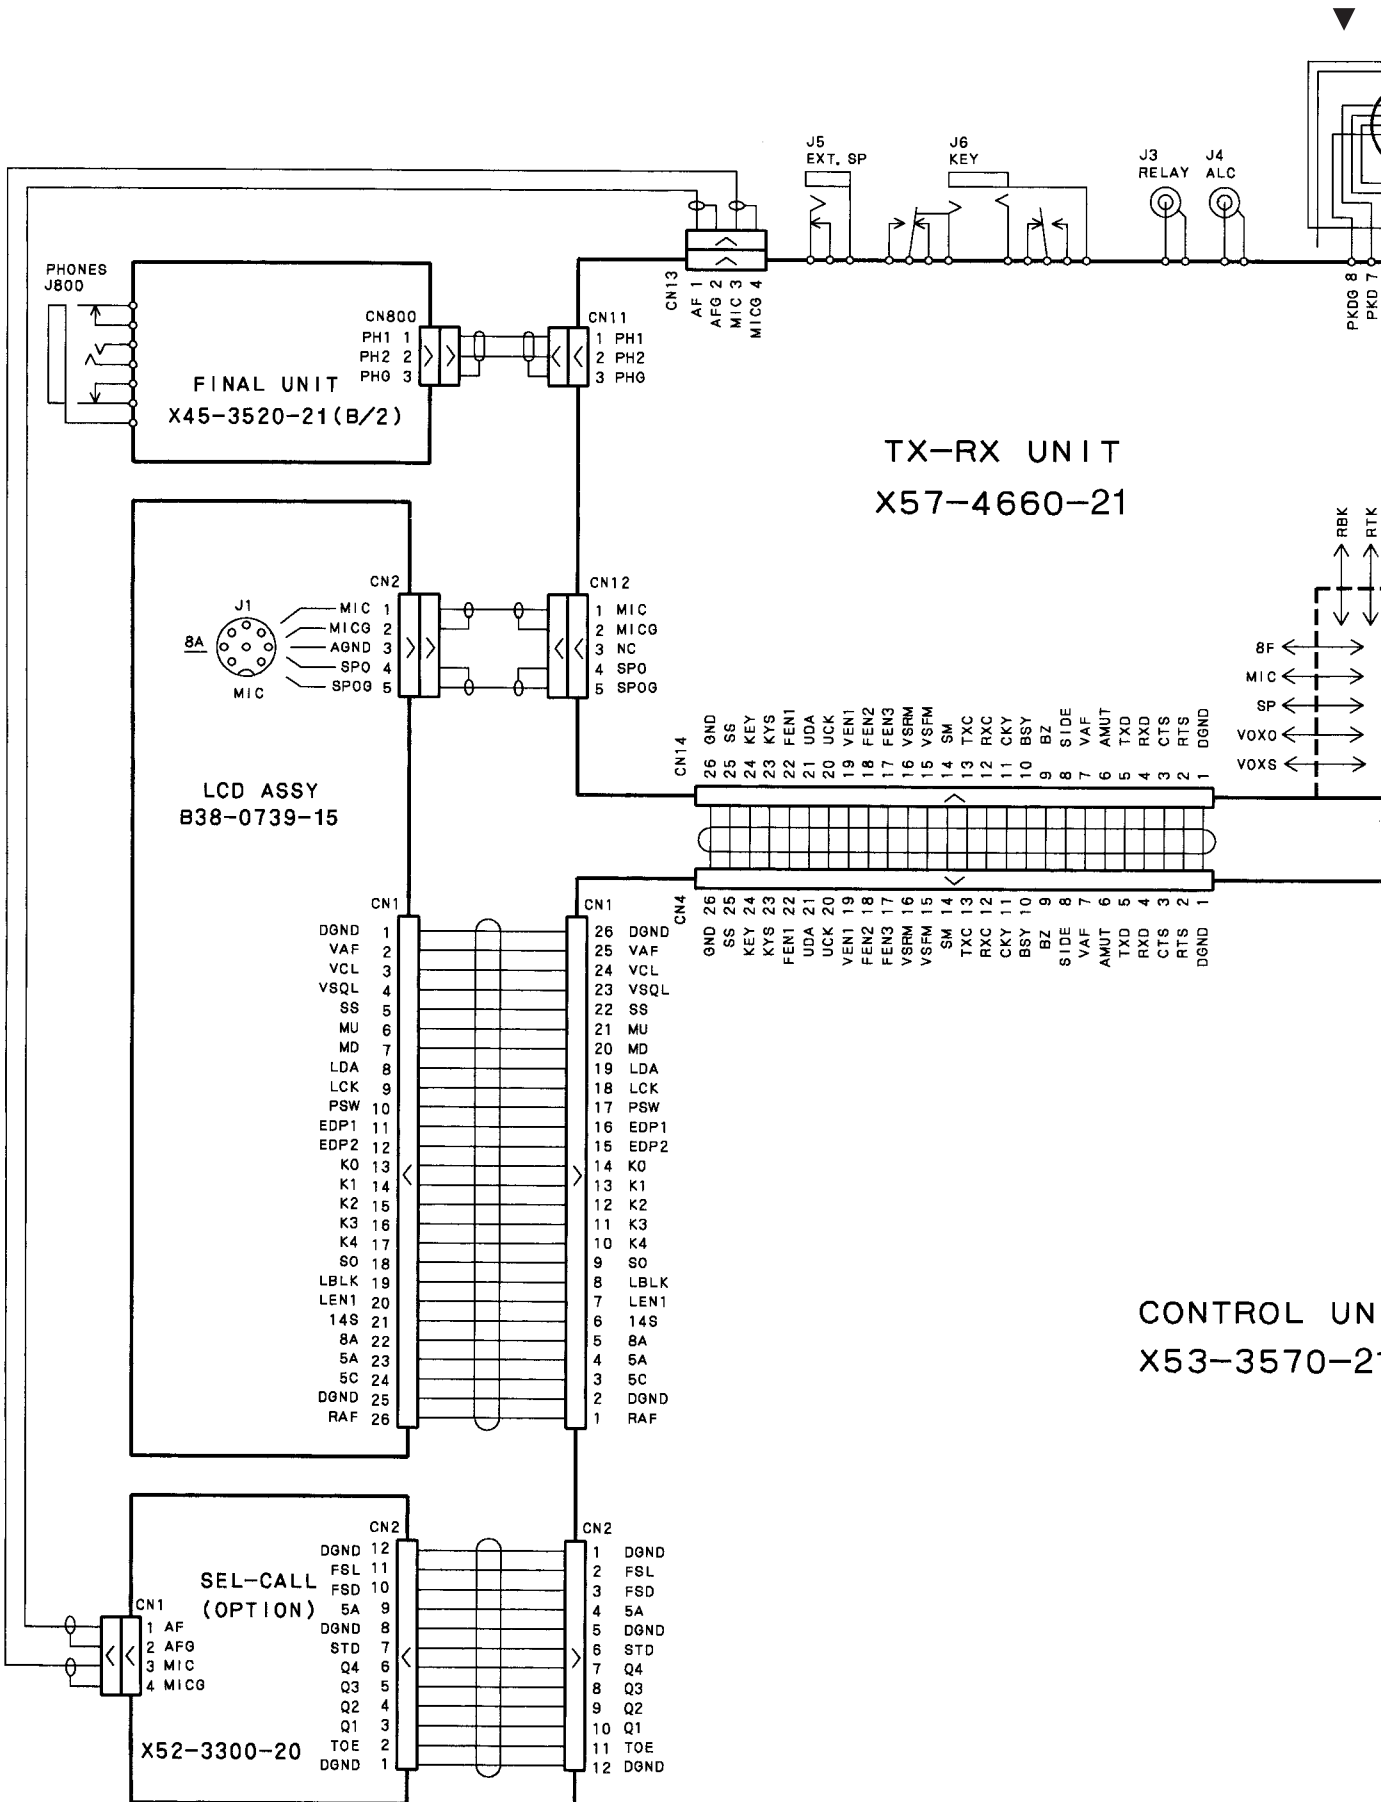 ▼
J5
EXT. SP
J6
KEY
J3
RELAY
J4
ALC
CN13
AF 1
AFG 2
MIC 3
MICG 4
PKDG 8
PKD 7
PHONES
J800
CN800
PH1 1
PH2 2
PHG 3
FINAL UNIT
X45-3520-21(B/2)
CN11
1 PH1
2 PH2
3 PHG
TX-RX UNIT
X57-4660-21
RBK
RTK
8F
MIC
SP
VOXO
VOXS
CN2
J1
8A
MIC
MIC 1
MICG 2
AGND 3
SPO 4
SPOG 5
CN12
1 MIC
2 MICG
3 NC
4 SPO
5 SPOG
LCD ASSY
B38-0739-15
CN14
26 GND
25 SS
24 KEY
23 KYS
22 FEN1
21 UDA
20 UCK
19 VEN1
18 FEN2
17 FEN3
16 VSRM
15 VSFM
14 SM
13 TXC
12 RXC
11 CKY
10 BSY
9 BZ
8 SIDE
7 VAF
6 AMUT
5 TXD
4 RXD
3 CTS
2 RTS
1 DGND
CN4
GND 26
SS 25
KEY 24
KYS 23
FEN1 22
UDA 21
UCK 20
VEN1 19
FEN2 18
FEN3 17
VSRM 16
VSFM 15
SM 14
TXC 13
RXC 12
CKY 11
BSY 10
BZ 9
SIDE 8
VAF 7
AMUT 6
TXD 5
RXD 4
CTS 3
RTS 2
DGND 1
CN1
DGND 1
VAF 2
VCL 3
VSQL 4
SS 5
MU 6
MD 7
LDA 8
LCK 9
PSW 10
EDP1 11
EDP2 12
K0 13
K1 14
K2 15
K3 16
K4 17
SO 18
LBLK 19
LEN1 20
14S 21
8A 22
5A 23
5C 24
DGND 25
RAF 26
CN1
26 DGND
25 VAF
24 VCL
23 VSQL
22 SS
21 MU
20 MD
19 LDA
18 LCK
17 PSW
16 EDP1
15 EDP2
14 K0
13 K1
12 K2
11 K3
10 K4
9 SO
8 LBLK
7 LEN1
6 14S
5 8A
4 5A
3 5C
2 DGND
1 RAF
CONTROL UN
X53-3570-21
CN2
DGND 12
FSL 11
FSD 10
5A 9
DGND 8
STD 7
Q4 6
Q3 5
Q2 4
Q1 3
TOE 2
DGND 1
CN2
1 DGND
2 FSL
3 FSD
4 5A
5 DGND
6 STD
7 Q4
8 Q3
9 Q2
10 Q1
11 TOE
12 DGND
SEL-CALL
(OPTION)
CN1
1 AF
2 AFG
3 MIC
4 MICG
X52-3300-20